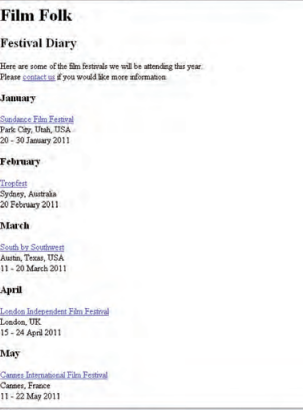 Film Folk
Festival Diary
Here are some of the film festivals we will be attending this year.
Please contact us if you would like more information.
January
Sundance Film Festival
Park City, Utah, USA
20 - 30 January 2011
February
Tropfest
Sydney, Australia
20 February 2011
March
South by Southwest
Austin, Texas, USA
11 - 20 March 2011
April
London Independent Film Festival
London, UK
15 - 24 April 2011
May
Cannes International Film Festival
Cannes, France
11 - 22 May 2011